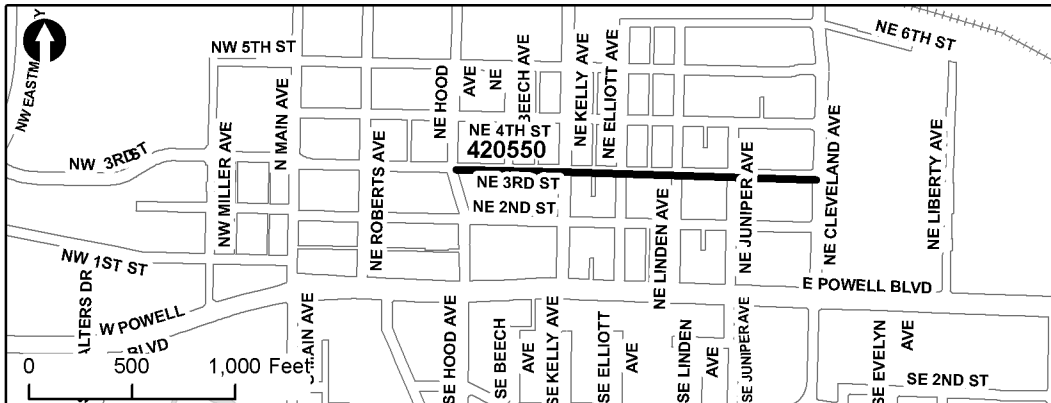 NW EASTM Y
NW 5TH ST
N MAIN AVE
NE HOOD AVE
NE BEECH AVE
NE KELLY AVE
NE ELLIOTT AVE
NE 6TH ST
NW 3RD ST
NW MILLER AVE
NE ROBERTS AVE
NE 4TH ST
420550
NE 3RD ST
NE 2ND ST
NE LINDEN AVE
NE JUNIPER AVE
NE CLEVELAND AVE
NE LIBERTY AVE
NW 1ST ST
E POWELL BLVD
ALTERS DR
W POWELL
BLVD
MAIN AVE
SE HOOD AVE
SE BEECH
AVE
SE KELLY AVE
SE ELLIOTT
AVE
SE LINDEN
AVE
SE JUNIPER AVE
SE EVELYN
AVE
SE 2ND ST
0 500 1,000 Feet